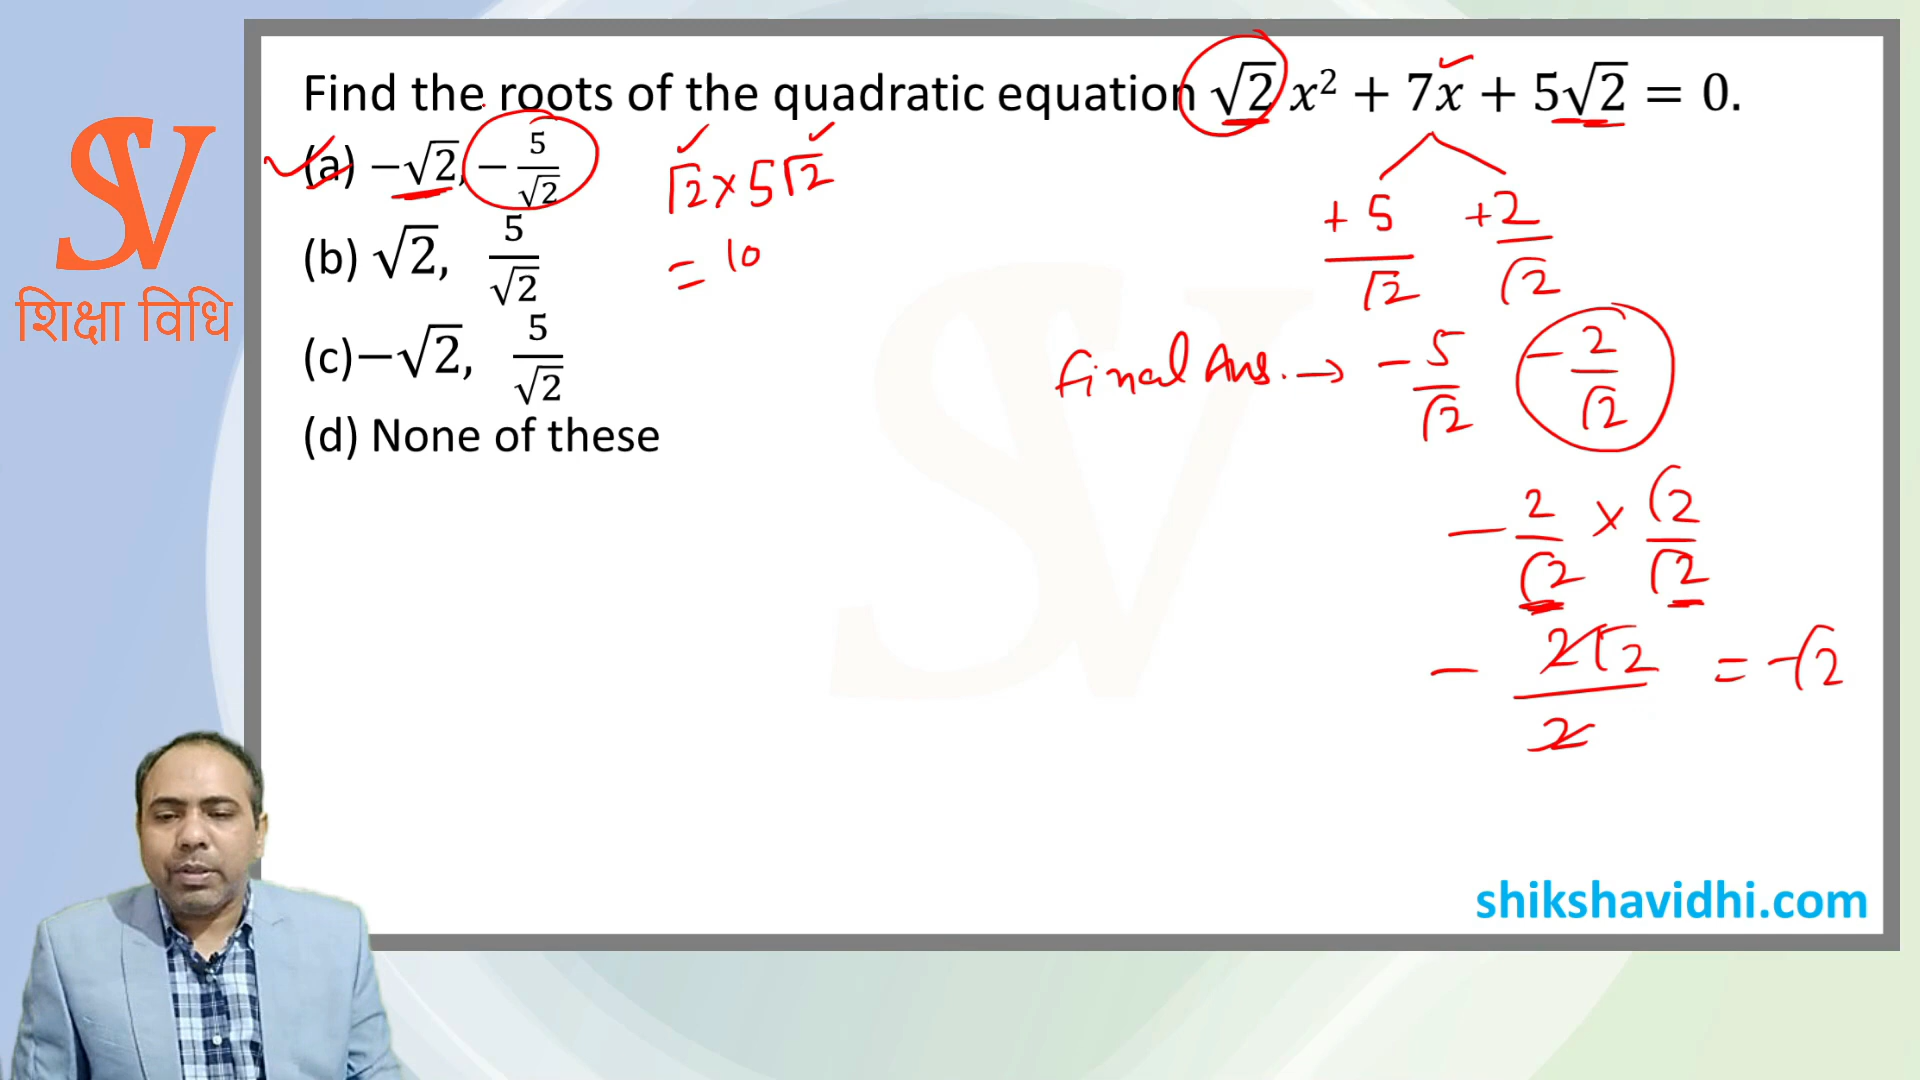 Find the roots of the quadratic equation √2 x² + 7x + 5√2 = 0.
(a) −√2, − 5/√2
(b) √2, 5/√2
(c) −√2, 5/√2
(d) None of these
√2 × 5√2
= 10
+5/√2 +2/√2
final Ans. → −5/√2 −2/√2
− 2/√2 × √2/√2
− 2√2/2 = −√2
SV
शिक्षा विधि
shikshavidhi.com